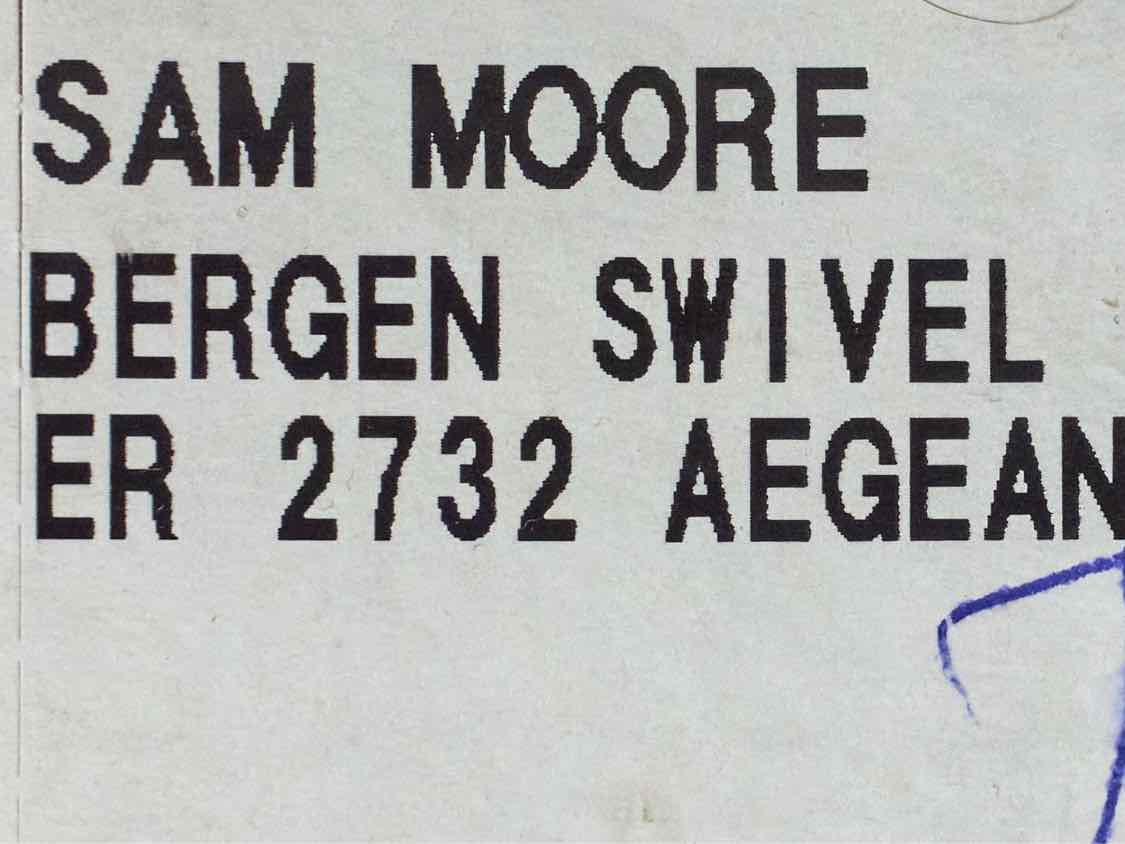 SAM MOORE
BERGEN SWIVEL
ER 2732 AEGEAN